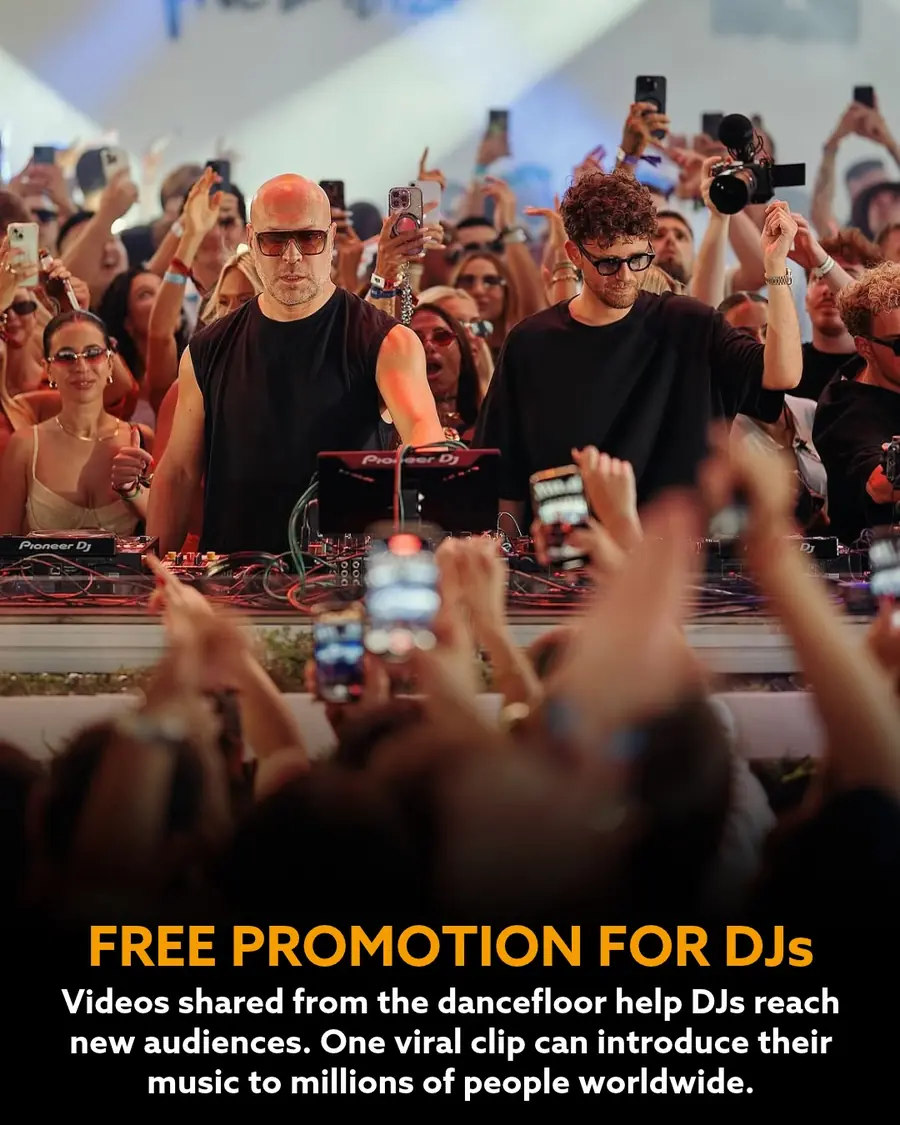 Pioneer DJ
Pioneer DJ
DJ
FREE PROMOTION FOR DJs
Videos shared from the dancefloor help DJs reach
new audiences. One viral clip can introduce their
music to millions of people worldwide.